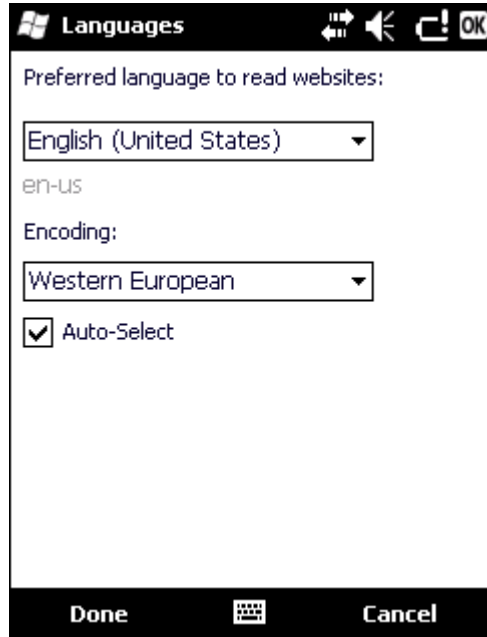 Languages
OK
Preferred language to read websites:
English (United States)
en-us
Encoding:
Western European
Auto-Select
Done
Cancel